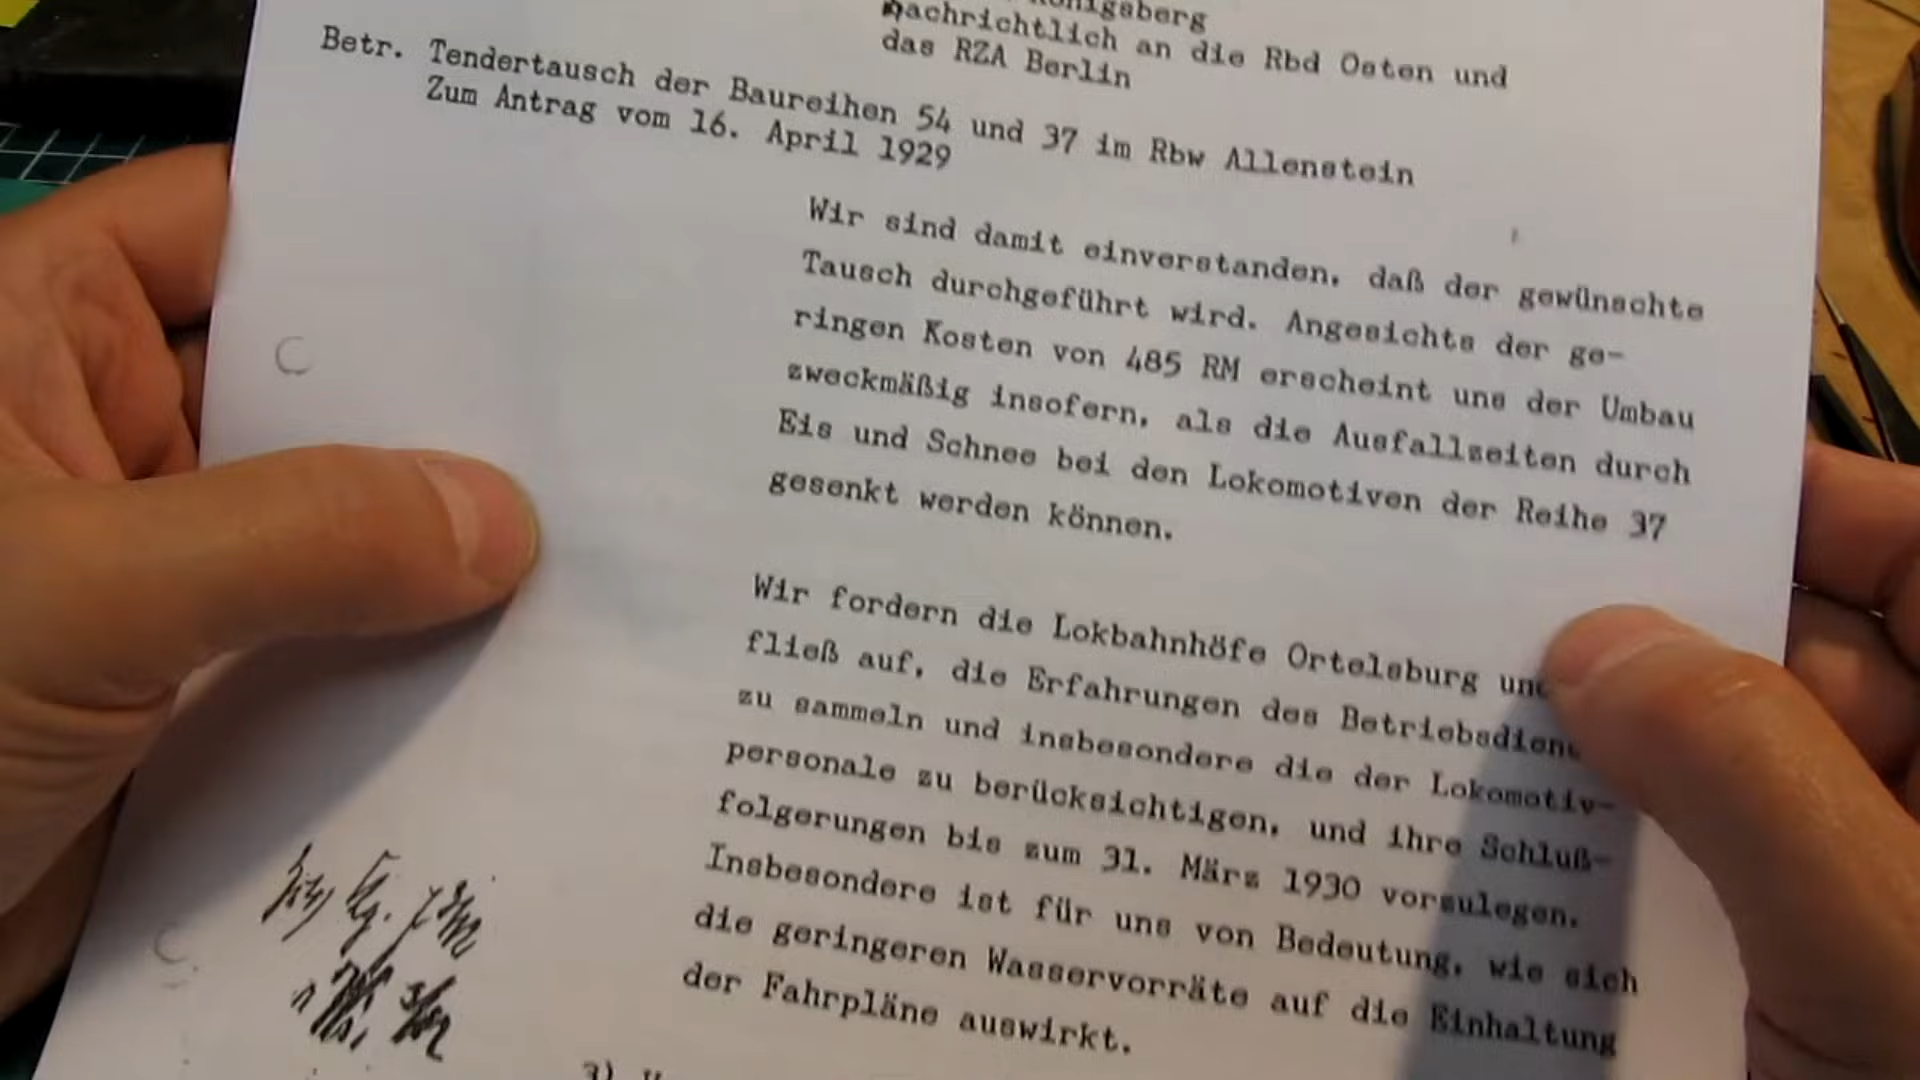 Königsberg
nachrichtlich an die Rbd Osten und
das RZA Berlin
Betr. Tendertausch der Baureihen 54 und 37 im Rbw Allenstein
Zum Antrag vom 16. April 1929
Wir sind damit einverstanden, daß der gewünschte
Tausch durchgeführt wird. Angesichts der ge-
ringen Kosten von 485 RM erscheint uns der Umbau
zweckmäßig insofern, als die Ausfallzeiten durch
Eis und Schnee bei den Lokomotiven der Reihe 37
gesenkt werden können.
Wir fordern die Lokbahnhöfe Ortelsburg und
fließ auf, die Erfahrungen des Betriebsdien
zu sammeln und insbesondere die der Lokomotiv-
personale zu berücksichtigen, und ihre Schluß-
folgerungen bis zum 31. März 1930 vorzulegen.
Insbesondere ist für uns von Bedeutung, wie sich
die geringeren Wasservorräte auf die Einhaltung
der Fahrpläne auswirkt.
3)